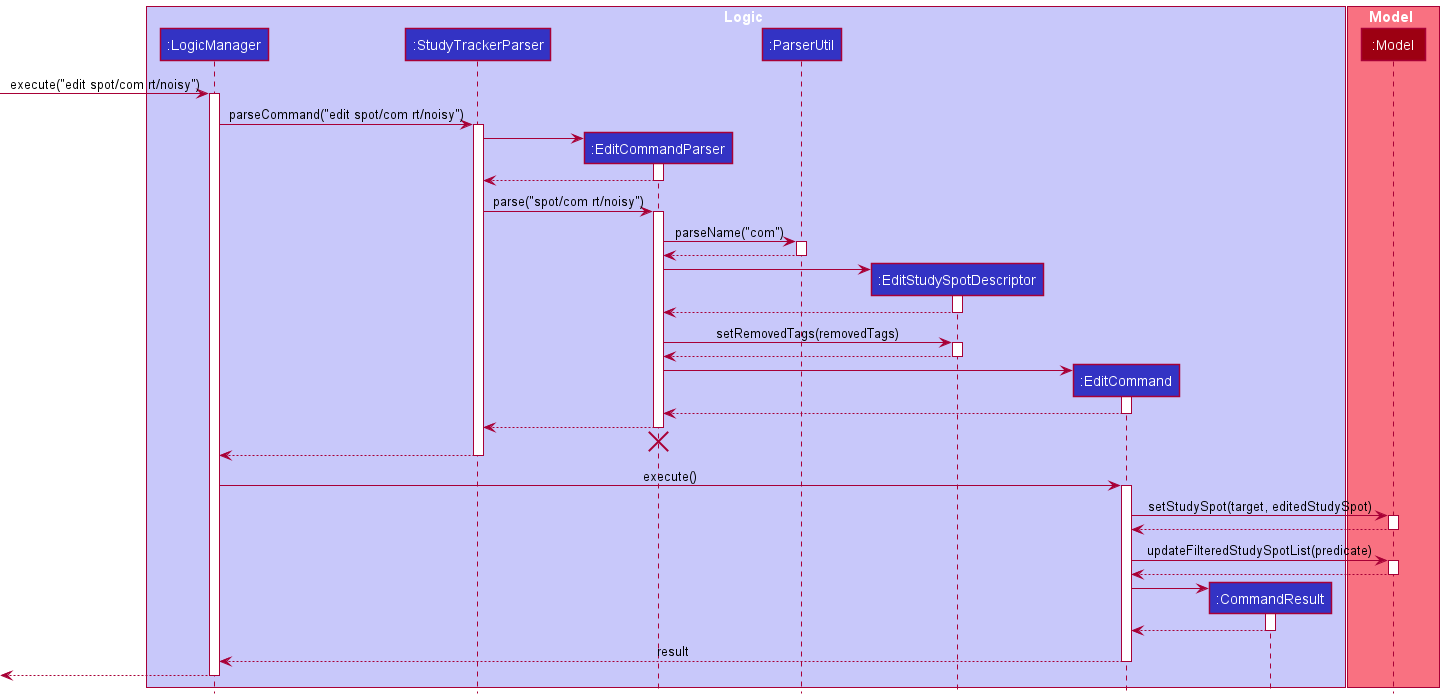 Logic
Model
:LogicManager
:StudyTrackerParser
:ParserUtil
:Model
execute("edit spot/com rt/noisy")
parseCommand("edit spot/com rt/noisy")
:EditCommandParser
parse("spot/com rt/noisy")
parseName("com")
:EditStudySpotDescriptor
setRemovedTags(removedTags)
:EditCommand
execute()
setStudySpot(target, editedStudySpot)
updateFilteredStudySpotList(predicate)
:CommandResult
result